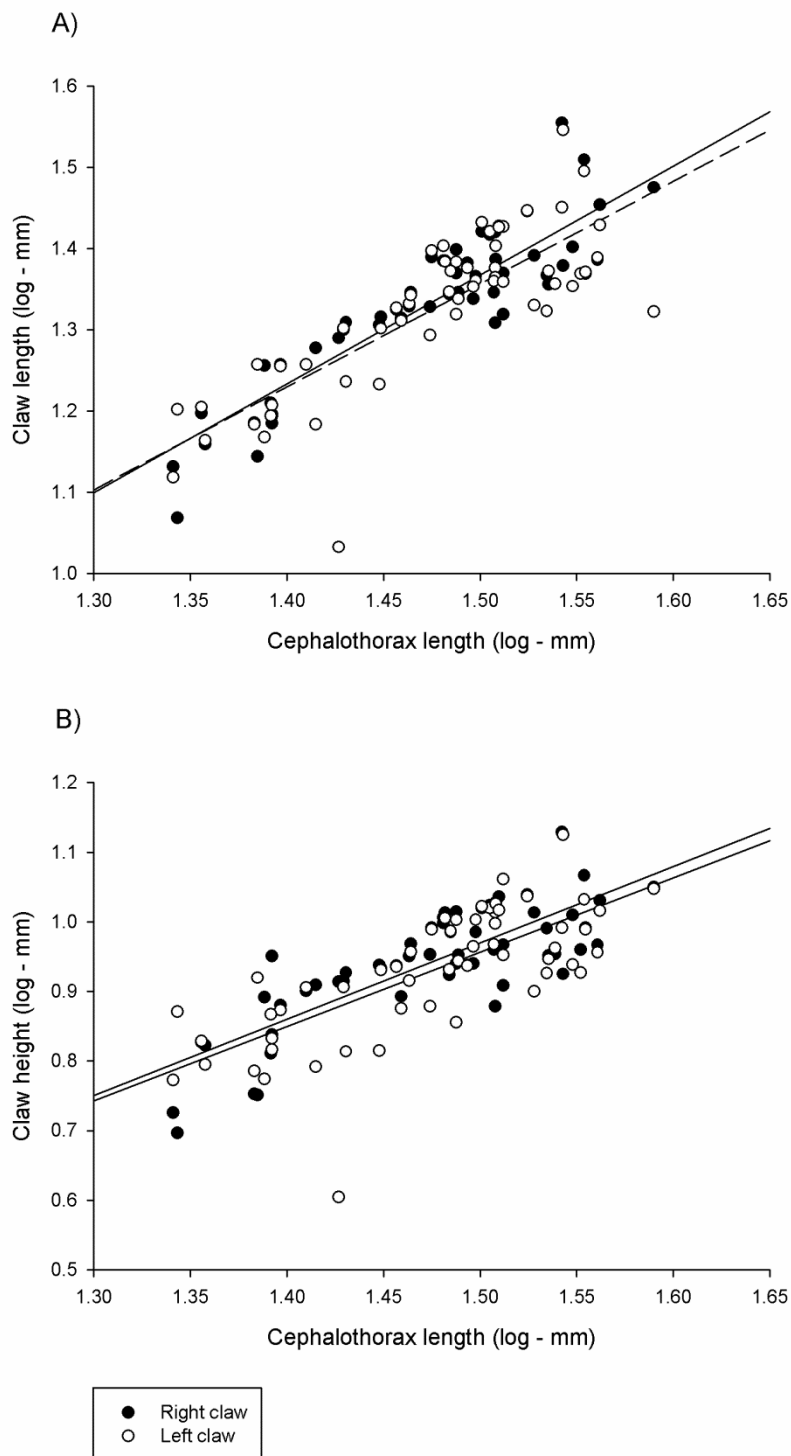 A)
1.6
1.5
1.4
1.3
1.2
1.1
1.0
Claw length (log - mm)
1.30 1.35 1.40 1.45 1.50 1.55 1.60 1.65
Cephalothorax length (log - mm)
B)
1.2
1.1
1.0
0.9
0.8
0.7
0.6
0.5
Claw height (log - mm)
1.30 1.35 1.40 1.45 1.50 1.55 1.60 1.65
Cephalothorax length (log - mm)
Right claw
Left claw